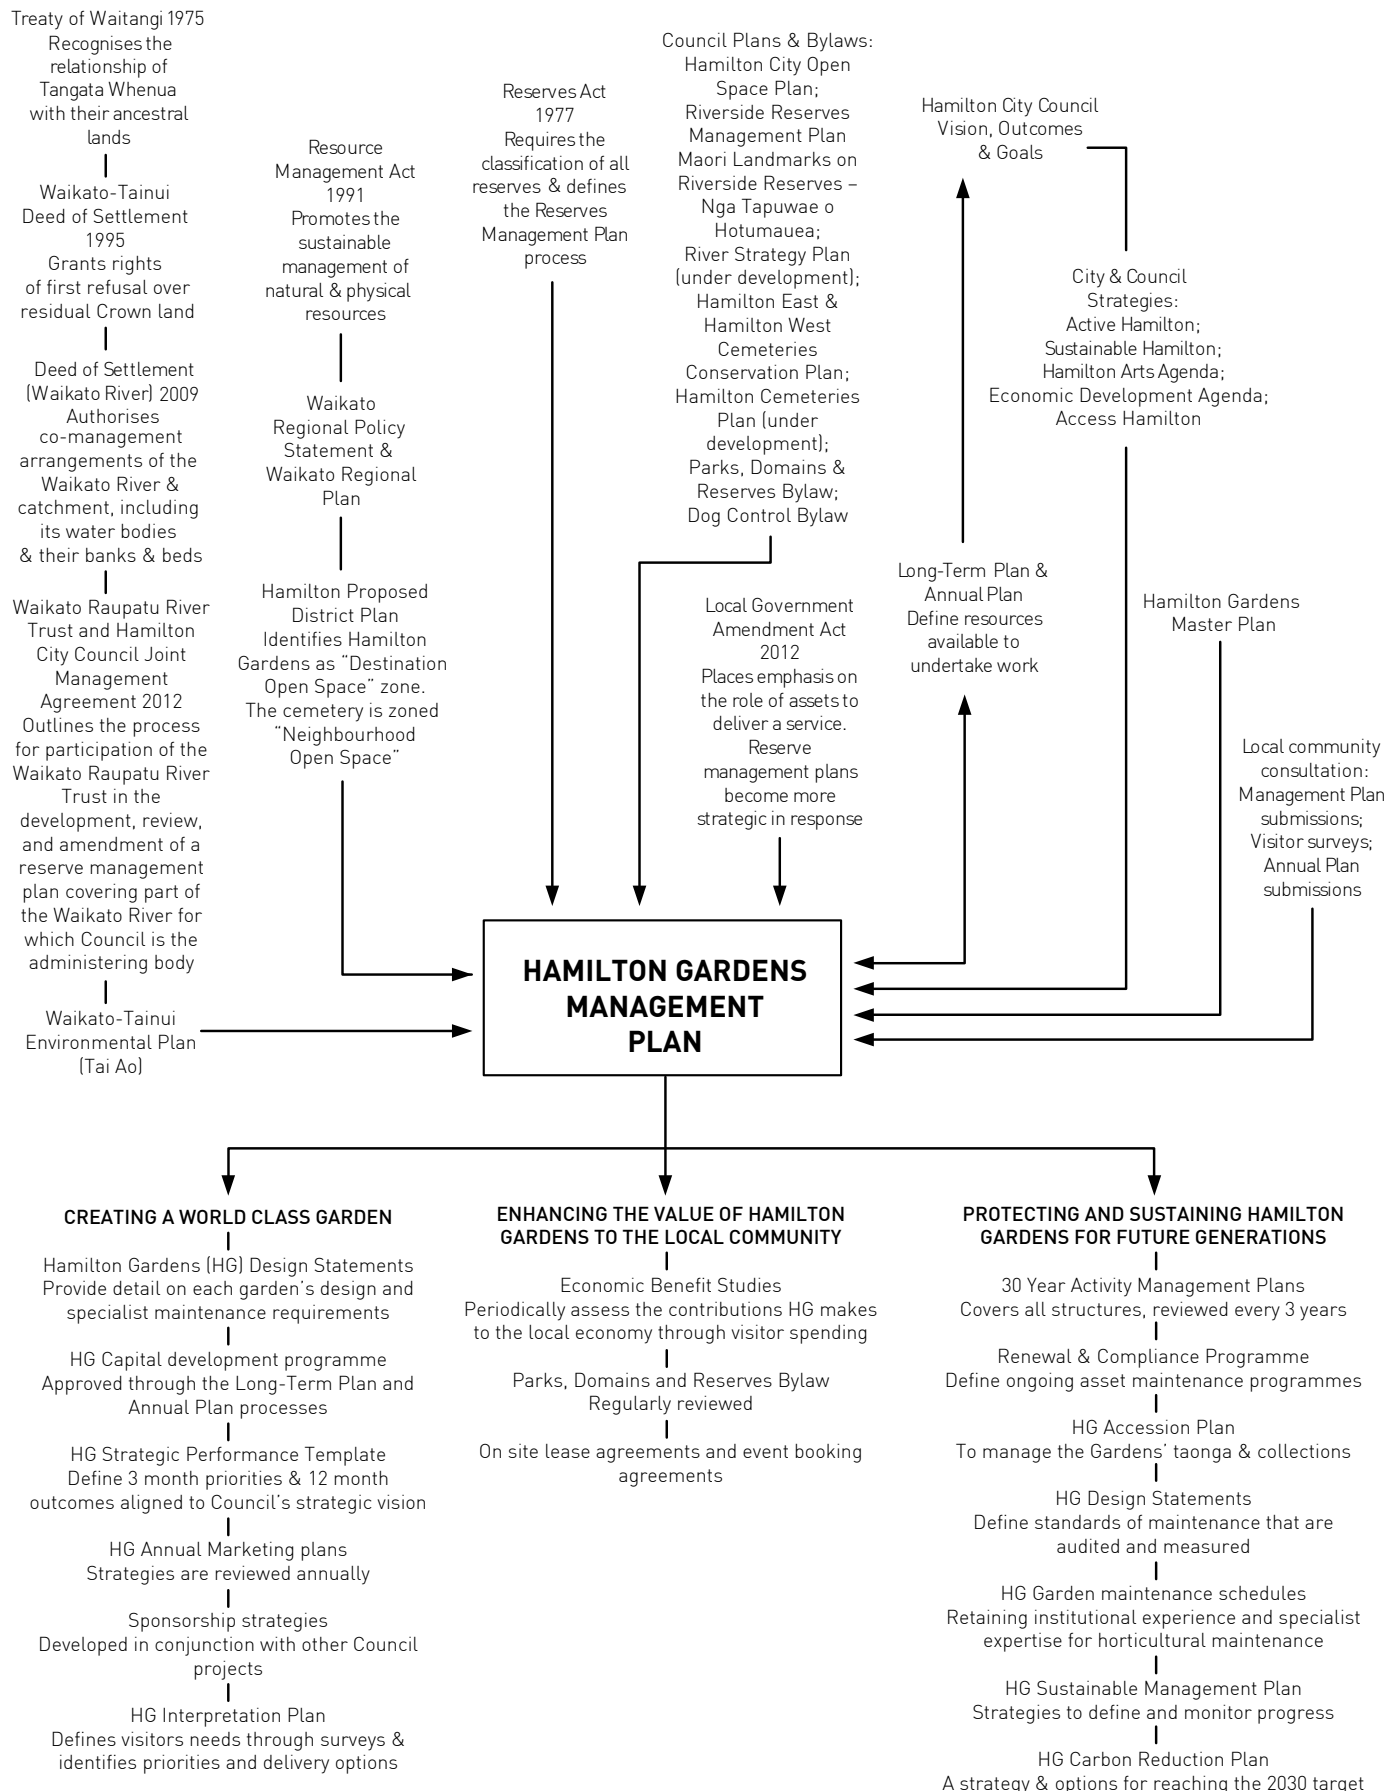 Treaty of Waitangi 1975
Recognises the
relationship of
Tangata Whenua
with their ancestral
lands
Waikato-Tainui
Deed of Settlement
1995
Grants rights
of first refusal over
residual Crown land
Deed of Settlement
(Waikato River) 2009
Authorises
co-management
arrangements of the
Waikato River &
catchment, including
its water bodies
& their banks & beds
Waikato Raupatu River
Trust and Hamilton
City Council Joint
Management
Agreement 2012
Outlines the process
for participation of the
Waikato Raupatu River
Trust in the
development, review,
and amendment of a
reserve management
plan covering part of
the Waikato River for
which Council is the
administering body
Waikato-Tainui
Environmental Plan
(Tai Ao)
Resource
Management Act
1991
Promotes the
sustainable
management of
natural & physical
resources
Waikato
Regional Policy
Statement &
Waikato Regional
Plan
Hamilton Proposed
District Plan
Identifies Hamilton
Gardens as "Destination
Open Space" zone.
The cemetery is zoned
"Neighbourhood
Open Space"
Reserves Act
1977
Requires the
classification of all
reserves & defines
the Reserves
Management Plan
process
Council Plans & Bylaws:
Hamilton City Open
Space Plan;
Riverside Reserves
Management Plan
Maori Landmarks on
Riverside Reserves –
Nga Tapuwae o
Hotumauea;
River Strategy Plan
(under development);
Hamilton East &
Hamilton West
Cemeteries
Conservation Plan;
Hamilton Cemeteries
Plan (under
development);
Parks, Domains &
Reserves Bylaw;
Dog Control Bylaw
Local Government
Amendment Act
2012
Places emphasis on
the role of assets to
deliver a service.
Reserve
management plans
become more
strategic in response
Hamilton City Council
Vision, Outcomes
& Goals
Long-Term Plan &
Annual Plan
Define resources
available to
undertake work
City & Council
Strategies:
Active Hamilton;
Sustainable Hamilton;
Hamilton Arts Agenda;
Economic Development Agenda;
Access Hamilton
Hamilton Gardens
Master Plan
Local community
consultation:
Management Plan
submissions;
Visitor surveys;
Annual Plan
submissions
HAMILTON GARDENS
MANAGEMENT
PLAN
CREATING A WORLD CLASS GARDEN
Hamilton Gardens (HG) Design Statements
Provide detail on each garden's design and
specialist maintenance requirements
HG Capital development programme
Approved through the Long-Term Plan and
Annual Plan processes
HG Strategic Performance Template
Define 3 month priorities & 12 month
outcomes aligned to Council's strategic vision
HG Annual Marketing plans
Strategies are reviewed annually
Sponsorship strategies
Developed in conjunction with other Council
projects
HG Interpretation Plan
Defines visitors needs through surveys &
identifies priorities and delivery options
ENHANCING THE VALUE OF HAMILTON
GARDENS TO THE LOCAL COMMUNITY
Economic Benefit Studies
Periodically assess the contributions HG makes
to the local economy through visitor spending
Parks, Domains and Reserves Bylaw
Regularly reviewed
On site lease agreements and event booking
agreements
PROTECTING AND SUSTAINING HAMILTON
GARDENS FOR FUTURE GENERATIONS
30 Year Activity Management Plans
Covers all structures, reviewed every 3 years
Renewal & Compliance Programme
Define ongoing asset maintenance programmes
HG Accession Plan
To manage the Gardens' taonga & collections
HG Design Statements
Define standards of maintenance that are
audited and measured
HG Garden maintenance schedules
Retaining institutional experience and specialist
expertise for horticultural maintenance
HG Sustainable Management Plan
Strategies to define and monitor progress
HG Carbon Reduction Plan
A strategy & options for reaching the 2030 target